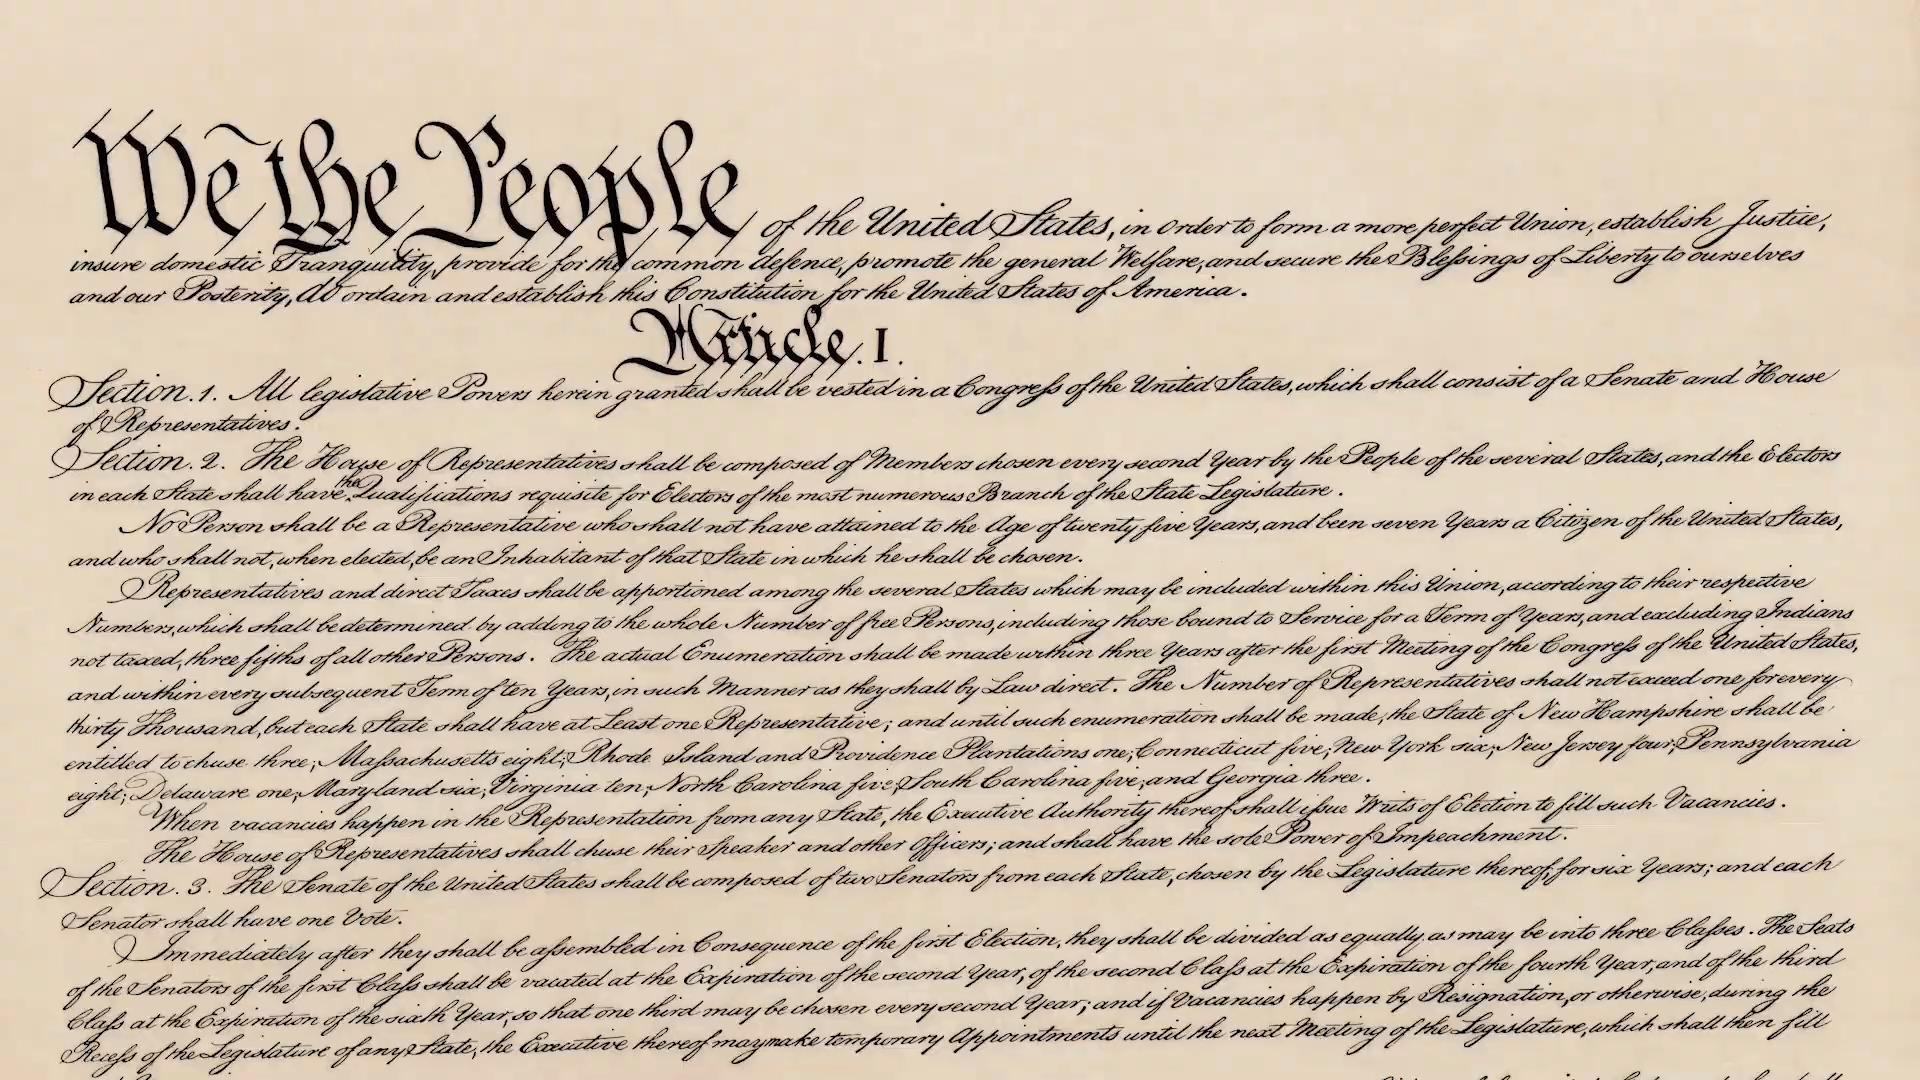 We the People of the United States, in Order to form a more perfect Union, establish Justice,
insure domestic Tranquility, provide for the common defence, promote the general Welfare, and secure the Blessings of Liberty to ourselves
and our Posterity, do ordain and establish this Constitution for the United States of America.
Article. I.
Section. 1. All legislative Powers herein granted shall be vested in a Congress of the United States, which shall consist of a Senate and House
of Representatives.
Section. 2. The House of Representatives shall be composed of Members chosen every second Year by the People of the several States, and the Electors
in each State shall have the Qualifications requisite for Electors of the most numerous Branch of the State Legislature.
No Person shall be a Representative who shall not have attained to the Age of twenty five Years, and been seven Years a Citizen of the United States,
and who shall not, when elected, be an Inhabitant of that State in which he shall be chosen.
Representatives and direct Taxes shall be apportioned among the several States which may be included within this Union, according to their respective
Numbers, which shall be determined by adding to the whole Number of free Persons, including those bound to Service for a Term of Years, and excluding Indians
not taxed, three fifths of all other Persons. The actual Enumeration shall be made within three Years after the first Meeting of the Congress of the United States,
and within every subsequent Term of ten Years, in such Manner as they shall by Law direct. The Number of Representatives shall not exceed one for every
thirty Thousand, but each State shall have at Least one Representative; and until such enumeration shall be made, the State of New Hampshire shall be
entitled to chuse three, Massachusetts eight, Rhode Island and Providence Plantations one, Connecticut five, New York six, New Jersey four, Pennsylvania
eight, Delaware one, Maryland six, Virginia ten, North Carolina five, South Carolina five, and Georgia three.
When vacancies happen in the Representation from any State, the Executive Authority thereof shall issue Writs of Election to fill such Vacancies.
The House of Representatives shall chuse their Speaker and other Officers; and shall have the sole Power of Impeachment.
Section. 3. The Senate of the United States shall be composed of two Senators from each State, chosen by the Legislature thereof, for six Years; and each
Senator shall have one Vote.
Immediately after they shall be assembled in Consequence of the first Election, they shall be divided as equally as may be into three Classes. The Seats
of the Senators of the first Class shall be vacated at the Expiration of the second Year, of the second Class at the Expiration of the fourth Year, and of the third
Class at the Expiration of the sixth Year, so that one third may be chosen every second Year; and if Vacancies happen by Resignation, or otherwise, during the
Recess of the Legislature of any State, the Executive thereof may make temporary Appointments until the next Meeting of the Legislature, which shall then fill